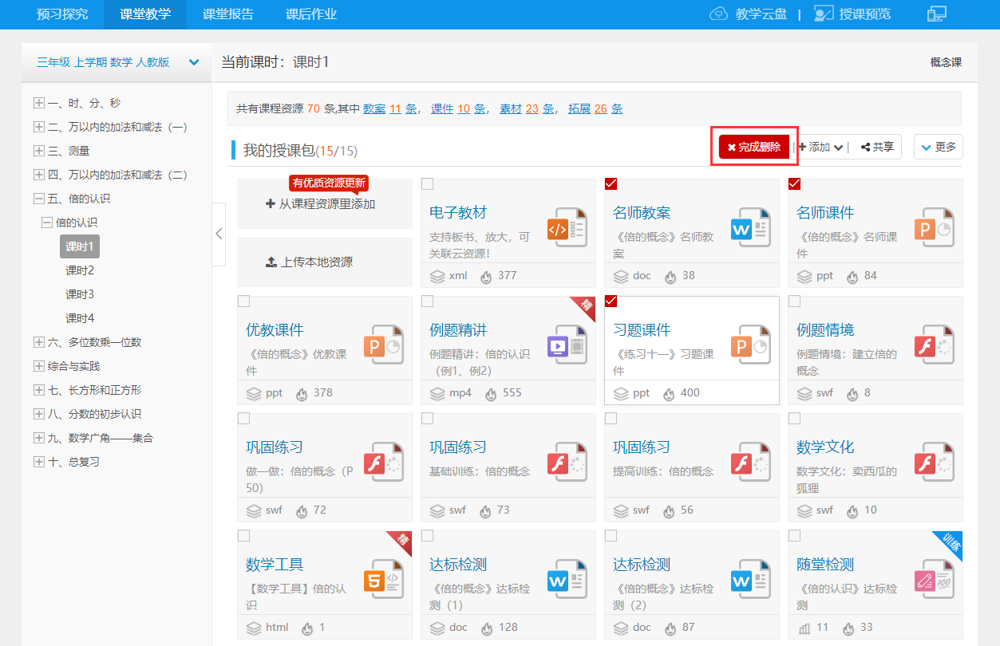 预习探究 课堂教学 课堂报告 课后作业 教学云盘 | 授课预览
三年级 上学期 数学 人教版
当前课时：课时1 概念课
一、时、分、秒
二、万以内的加法和减法（一）
三、测量
四、万以内的加法和减法（二）
五、倍的认识
倍的认识
课时1
课时2
课时3
课时4
六、多位数乘一位数
综合与实践
七、长方形和正方形
八、分数的初步认识
九、数学广角——集合
十、总复习
共有课程资源 70 条,其中 教案 11 条， 课件 10 条， 素材 23 条， 拓展 26 条
我的授课包(15/15)
完成删除 | 添加 | 共享 更多
有优质资源更新
从课程资源里添加
上传本地资源
电子教材
支持板书、放大，可
关联云资源！
xml 377
名师教案
《倍的概念》名师教
案
doc 38
名师课件
《倍的概念》名师课
件
ppt 84
优教课件
《倍的概念》优教课
件
ppt 378
精
例题精讲
例题精讲：倍的认识
（例1、例2）
mp4 555
习题课件
《练习十一》习题课
件
ppt 400
例题情境
例题情境：建立倍的
概念
swf 8
巩固练习
做一做：倍的概念（P
50）
swf 72
巩固练习
基础训练：倍的概念
swf 73
巩固练习
提高训练：倍的概念
swf 56
数学文化
数学文化：卖西瓜的
狐狸
swf 10
精
数学工具
【数学工具】倍的认
识
html 1
达标检测
《倍的概念》达标检
测（1）
doc 128
达标检测
《倍的概念》达标检
测（2）
doc 87
训练
随堂检测
《倍的认识》达标检
测
11 33